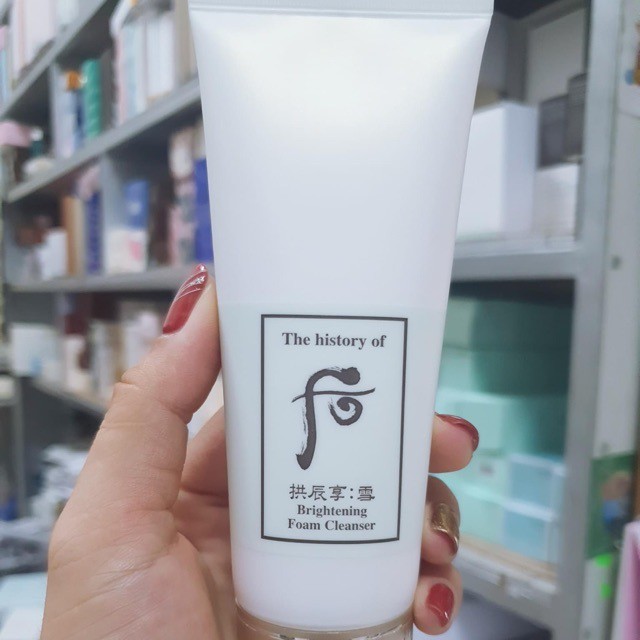 The history of
后
拱辰享:雪
Brightening
Foam Cleanser